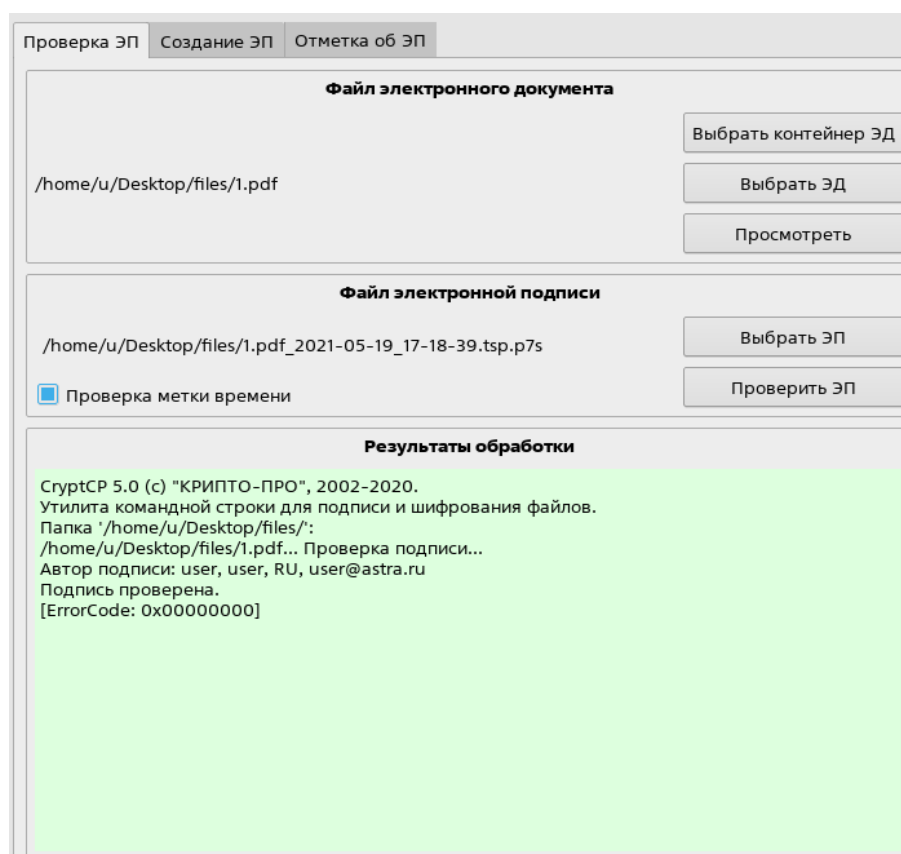 Проверка ЭП Создание ЭП Отметка об ЭП
Файл электронного документа
Выбрать контейнер ЭД
/home/u/Desktop/files/1.pdf Выбрать ЭД
Просмотреть
Файл электронной подписи
/home/u/Desktop/files/1.pdf_2021-05-19_17-18-39.tsp.p7s Выбрать ЭП
Проверка метки времени Проверить ЭП
Результаты обработки
CryptCP 5.0 (c) "КРИПТО-ПРО", 2002-2020.
Утилита командной строки для подписи и шифрования файлов.
Папка '/home/u/Desktop/files/':
/home/u/Desktop/files/1.pdf... Проверка подписи...
Автор подписи: user, user, RU, user@astra.ru
Подпись проверена.
[ErrorCode: 0x00000000]